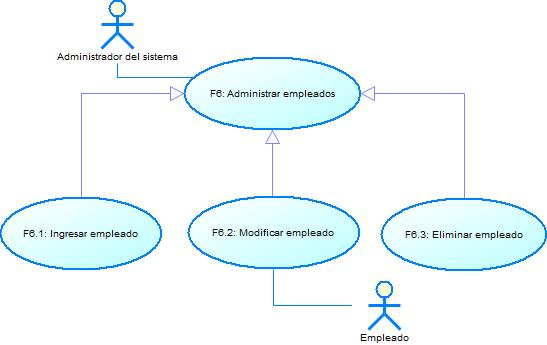 Administrador del sistema
F6: Administrar empleados
F6.1: Ingresar empleado
F6.2: Modificar empleado
F6.3: Eliminar empleado
Empleado